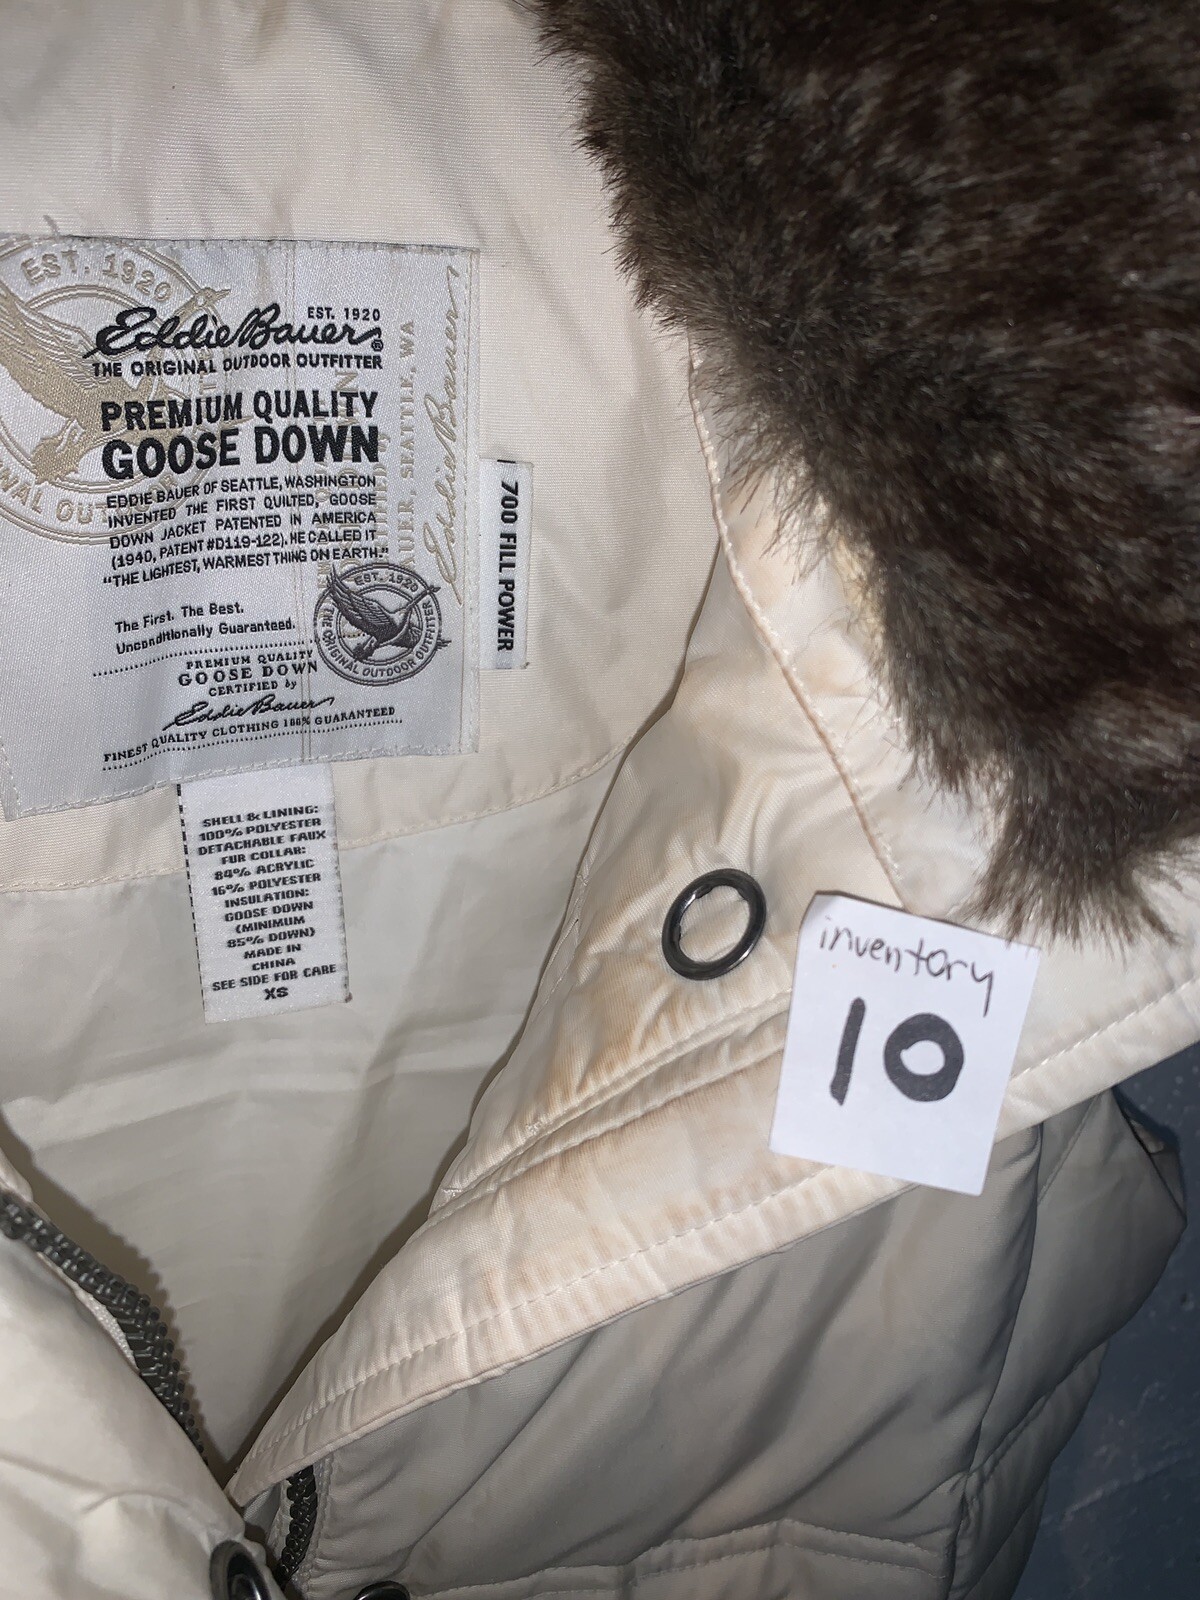 EST. 1920
EST. 1920
Eddie Bauer®
THE ORIGINAL OUTDOOR OUTFITTER
PREMIUM QUALITY
GOOSE DOWN
EDDIE BAUER OF SEATTLE, WASHINGTON
INVENTED THE FIRST QUILTED, GOOSE
DOWN JACKET PATENTED IN AMERICA
(1940, PATENT #D119-122). HE CALLED IT
"THE LIGHTEST, WARMEST THING ON EARTH."
The First. The Best.
Unconditionally Guaranteed.
EST. 1920
THE ORIGINAL OUTDOOR OUTFITTER
PREMIUM QUALITY
GOOSE DOWN
CERTIFIED by
Eddie Bauer
FINEST QUALITY CLOTHING 100% GUARANTEED
BAUER, SEATTLE, WA
Eddie Bauer
700 FILL POWER
SHELL & LINING:
100% POLYESTER
DETACHABLE FAUX
FUR COLLAR:
84% ACRYLIC
16% POLYESTER
INSULATION:
GOOSE DOWN
(MINIMUM
85% DOWN)
MADE IN
CHINA
SEE SIDE FOR CARE
XS
inventory
10